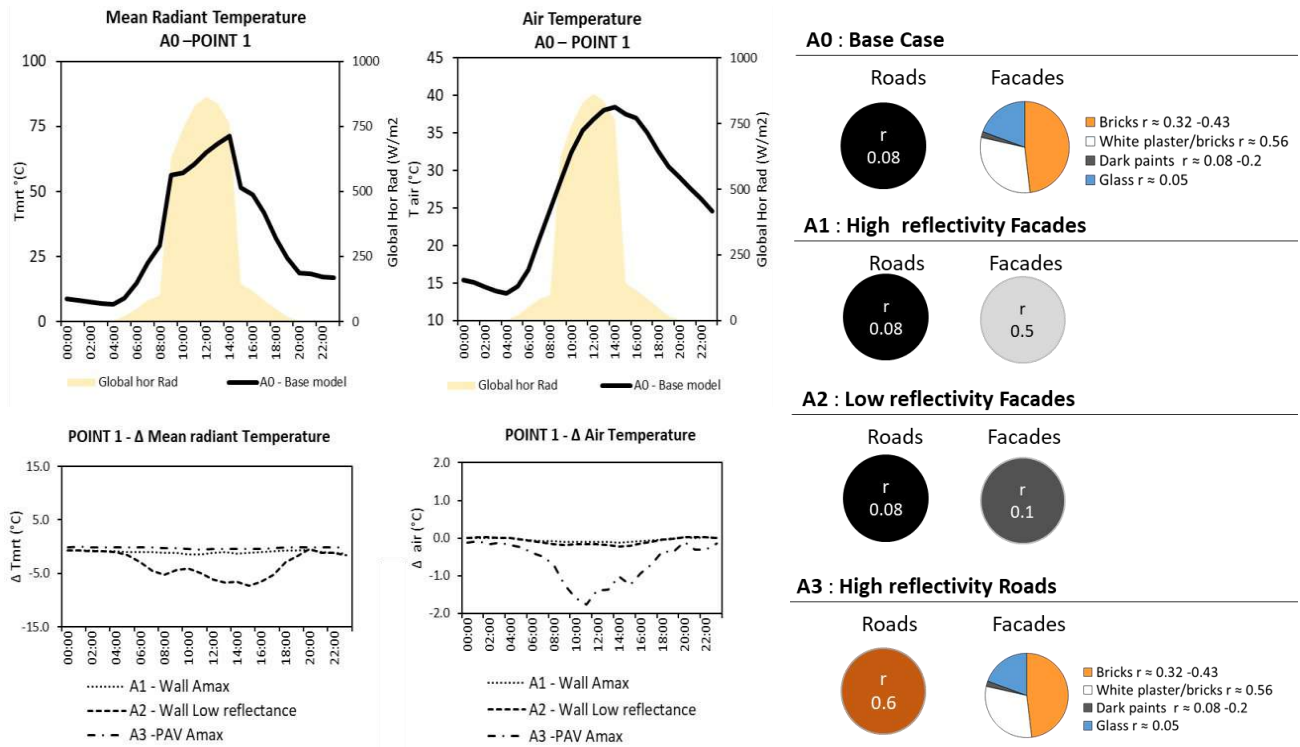 Mean Radiant Temperature
A0 –POINT 1
100
75
50
25
0
Tmrt °(C)
1000
750
500
250
0
Global Hor Rad (W/m2)
00:00
02:00
04:00
06:00
08:00
10:00
12:00
14:00
16:00
18:00
20:00
22:00
Global hor Rad
A0 - Base model
Air Temperature
A0 – POINT 1
45
40
35
30
25
20
15
10
T air (°C)
1000
750
500
250
0
Global Hor Rad (W/m2)
00:00
02:00
04:00
06:00
08:00
10:00
12:00
14:00
16:00
18:00
20:00
22:00
Global hor Rad
A0 - Base model
POINT 1 - Δ Mean radiant Temperature
15.0
5.0
-5.0
-15.0
Δ Tmrt (°C)
00:00
02:00
04:00
06:00
08:00
10:00
12:00
14:00
16:00
18:00
20:00
22:00
A1 - Wall Amax
A2 - Wall Low reflectance
A3 -PAV Amax
POINT 1 - Δ Air Temperature
2.0
1.0
0.0
-1.0
-2.0
Δ air (°C)
00:00
02:00
04:00
06:00
08:00
10:00
12:00
14:00
16:00
18:00
20:00
22:00
A1 - Wall Amax
A2 - Wall Low reflectance
A3 -PAV Amax
A0 : Base Case
Roads
Facades
r
0.08
Bricks r ≈ 0.32 -0.43
White plaster/bricks r ≈ 0.56
Dark paints r ≈ 0.08 -0.2
Glass r ≈ 0.05
A1 : High reflectivity Facades
Roads
Facades
r
0.08
r
0.5
A2 : Low reflectivity Facades
Roads
Facades
r
0.08
r
0.1
A3 : High reflectivity Roads
Roads
Facades
r
0.6
Bricks r ≈ 0.32 -0.43
White plaster/bricks r ≈ 0.56
Dark paints r ≈ 0.08 -0.2
Glass r ≈ 0.05